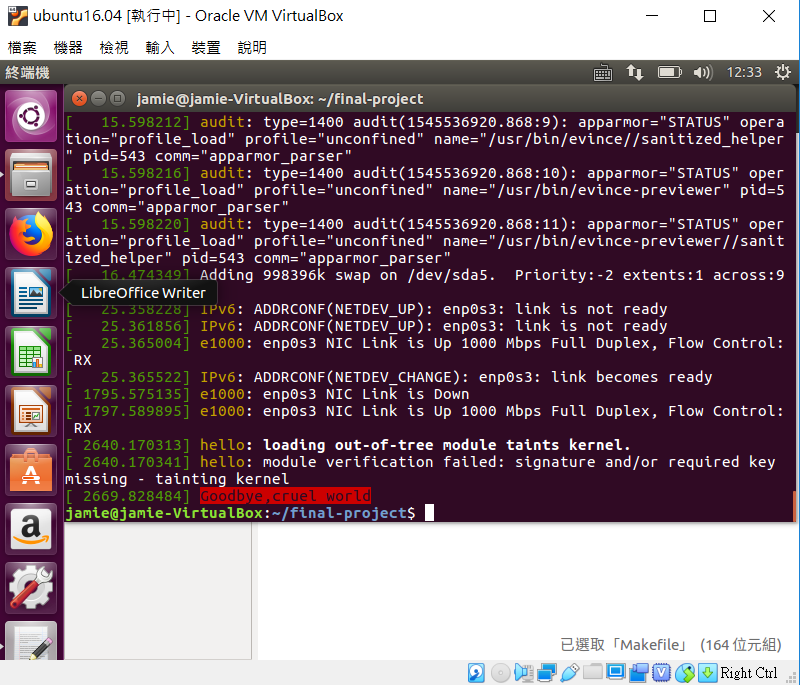 ubuntu16.04 [執行中] - Oracle VM VirtualBox
檔案 機器 檢視 輸入 裝置 說明
終端機 12:33
jamie@jamie-VirtualBox: ~/final-project
[   15.598212] audit: type=1400 audit(1545536920.868:9): apparmor="STATUS" opera
tion="profile_load" profile="unconfined" name="/usr/bin/evince//sanitized_helper
" pid=543 comm="apparmor_parser"
[   15.598216] audit: type=1400 audit(1545536920.868:10): apparmor="STATUS" oper
ation="profile_load" profile="unconfined" name="/usr/bin/evince-previewer" pid=5
43 comm="apparmor_parser"
[   15.598220] audit: type=1400 audit(1545536920.868:11): apparmor="STATUS" oper
ation="profile_load" profile="unconfined" name="/usr/bin/evince-previewer//sanit
ized_helper" pid=543 comm="apparmor_parser"
[   16.474349] Adding 998396k swap on /dev/sda5.  Priority:-2 extents:1 across:9
LibreOffice Writer
[   25.358228] IPv6: ADDRCONF(NETDEV_UP): enp0s3: link is not ready
[   25.361856] IPv6: ADDRCONF(NETDEV_UP): enp0s3: link is not ready
[   25.365004] e1000: enp0s3 NIC Link is Up 1000 Mbps Full Duplex, Flow Control:
 RX
[   25.365522] IPv6: ADDRCONF(NETDEV_CHANGE): enp0s3: link becomes ready
[ 1795.575135] e1000: enp0s3 NIC Link is Down
[ 1797.589895] e1000: enp0s3 NIC Link is Up 1000 Mbps Full Duplex, Flow Control:
 RX
[ 2640.170313] hello: loading out-of-tree module taints kernel.
[ 2640.170341] hello: module verification failed: signature and/or required key
missing - tainting kernel
[ 2669.828484] Goodbye,cruel world
jamie@jamie-VirtualBox:~/final-project$
已選取「Makefile」 (164 位元組)
Right Ctrl